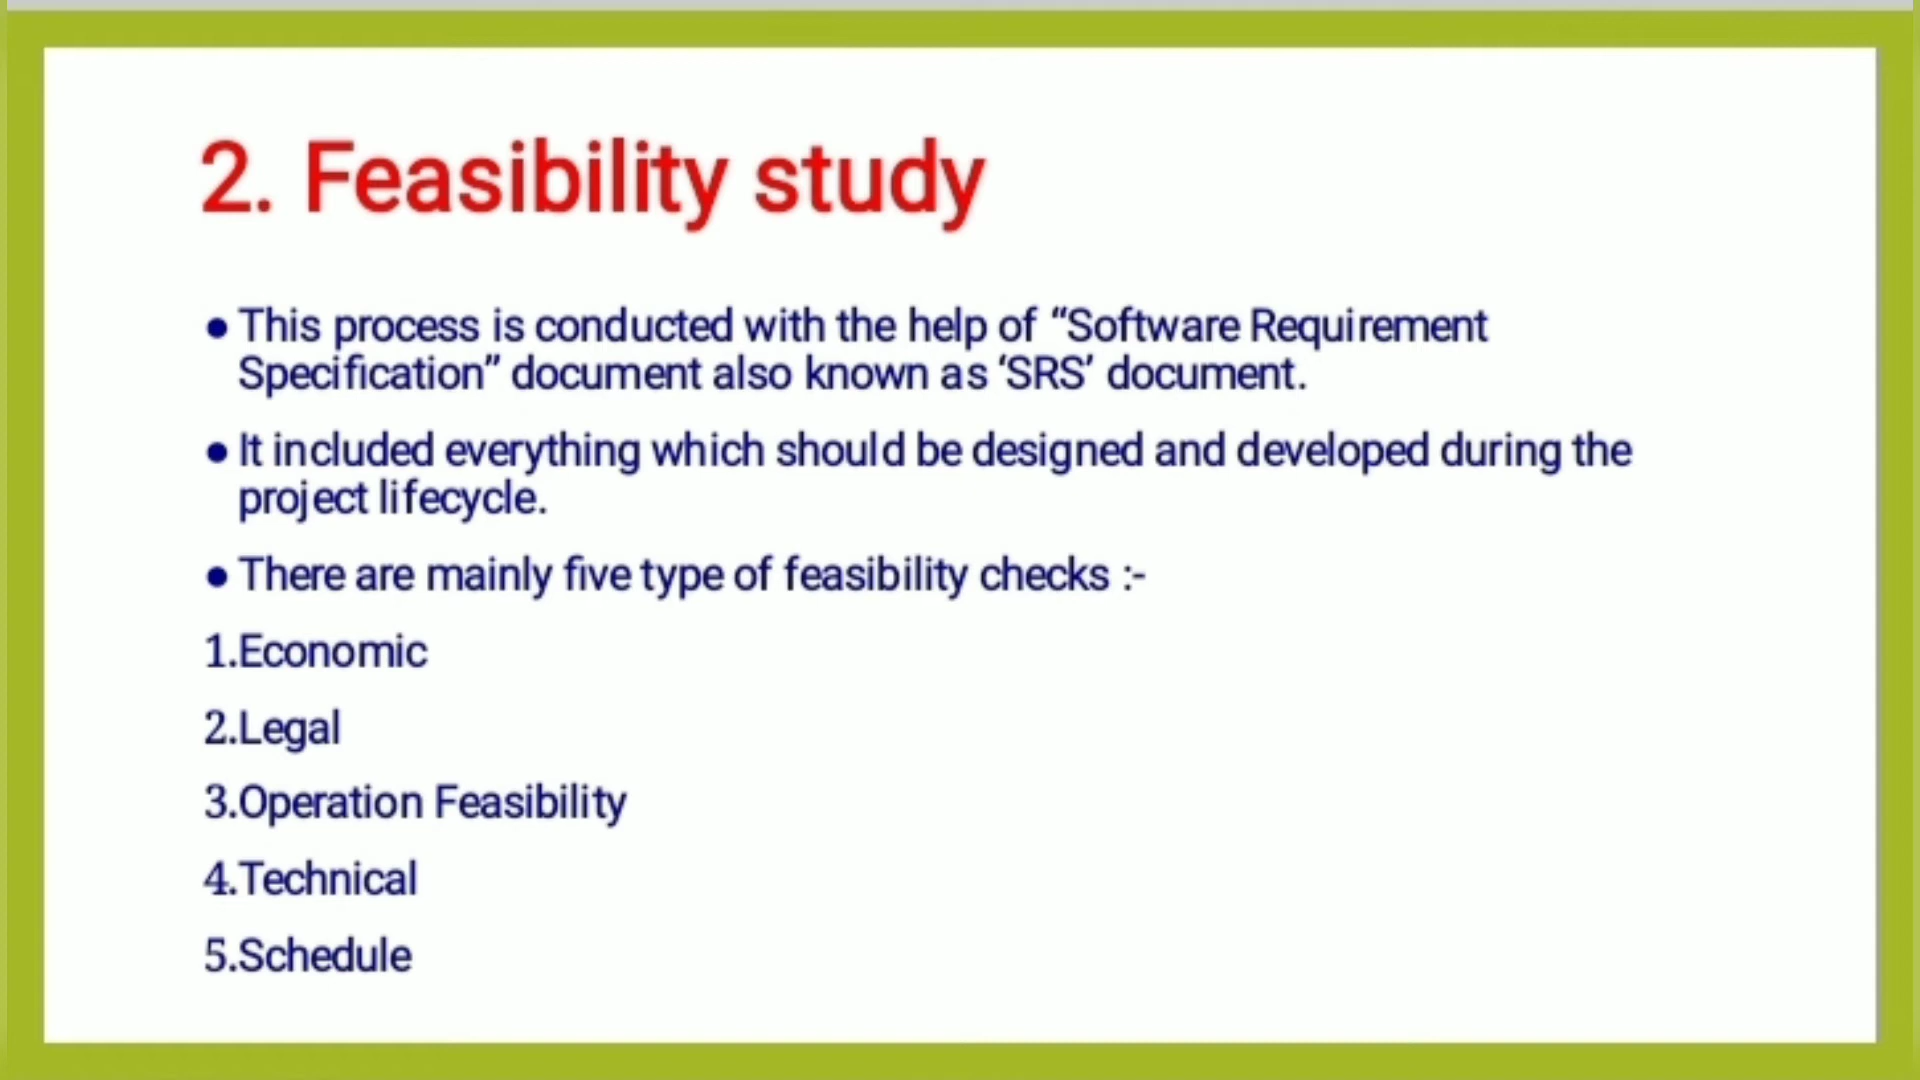 2. Feasibility study
● This process is conducted with the help of “Software Requirement
Specification” document also known as ‘SRS’ document.
● It included everything which should be designed and developed during the
project lifecycle.
● There are mainly five type of feasibility checks :-
1.Economic
2.Legal
3.Operation Feasibility
4.Technical
5.Schedule